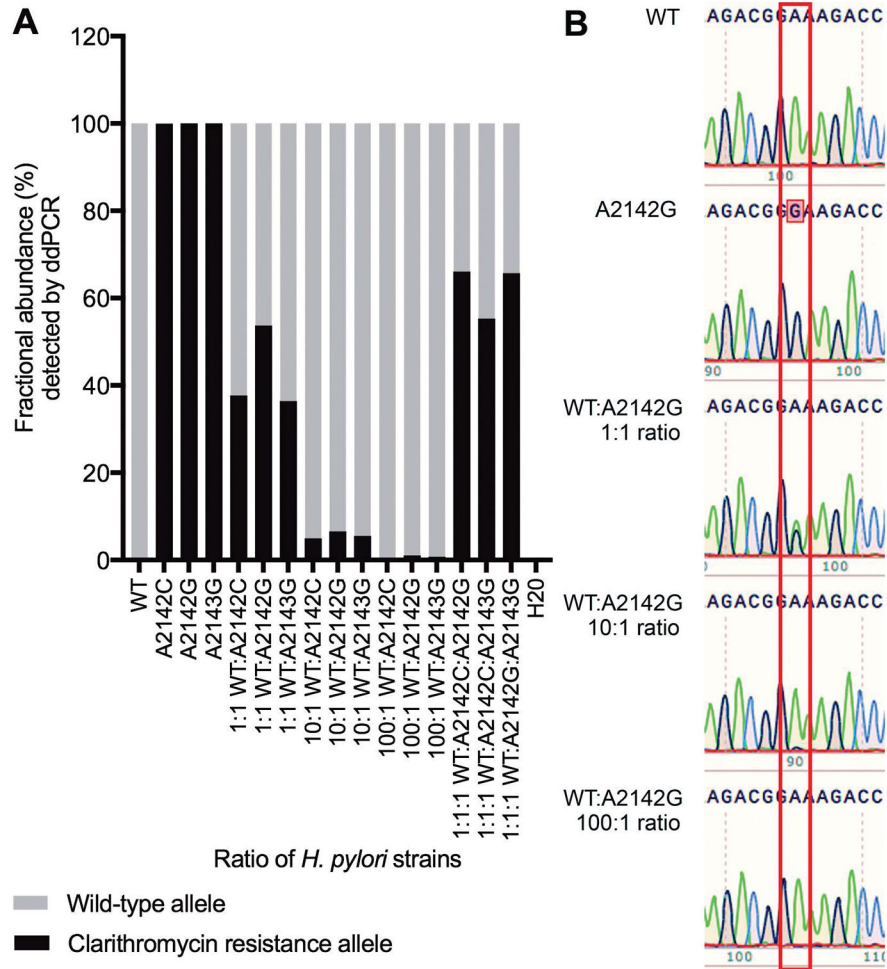 A
120
100
80
60
40
20
0
Fractional abundance (%)
detected by ddPCR
WT
A2142C
A2142G
A2143G
1:1 WT:A2142C
1:1 WT:A2142G
1:1 WT:A2143G
10:1 WT:A2142C
10:1 WT:A2142G
10:1 WT:A2143G
100:1 WT:A2142C
100:1 WT:A2142G
100:1 WT:A2143G
1:1:1 WT:A2142C:A2142G
1:1:1 WT:A2142C:A2143G
1:1:1 WT:A2142G:A2143G
H20
Ratio of H. pylori strains
Wild-type allele
Clarithromycin resistance allele
B
WT
AGACGGAAAGACC
100
A2142G
AGACGGGAAGACC
90 100
WT:A2142G
1:1 ratio
AGACGGAAAGACC
100
WT:A2142G
10:1 ratio
AGACGGAAAGACC
90
WT:A2142G
100:1 ratio
AGACGGAAAGACC
100 110